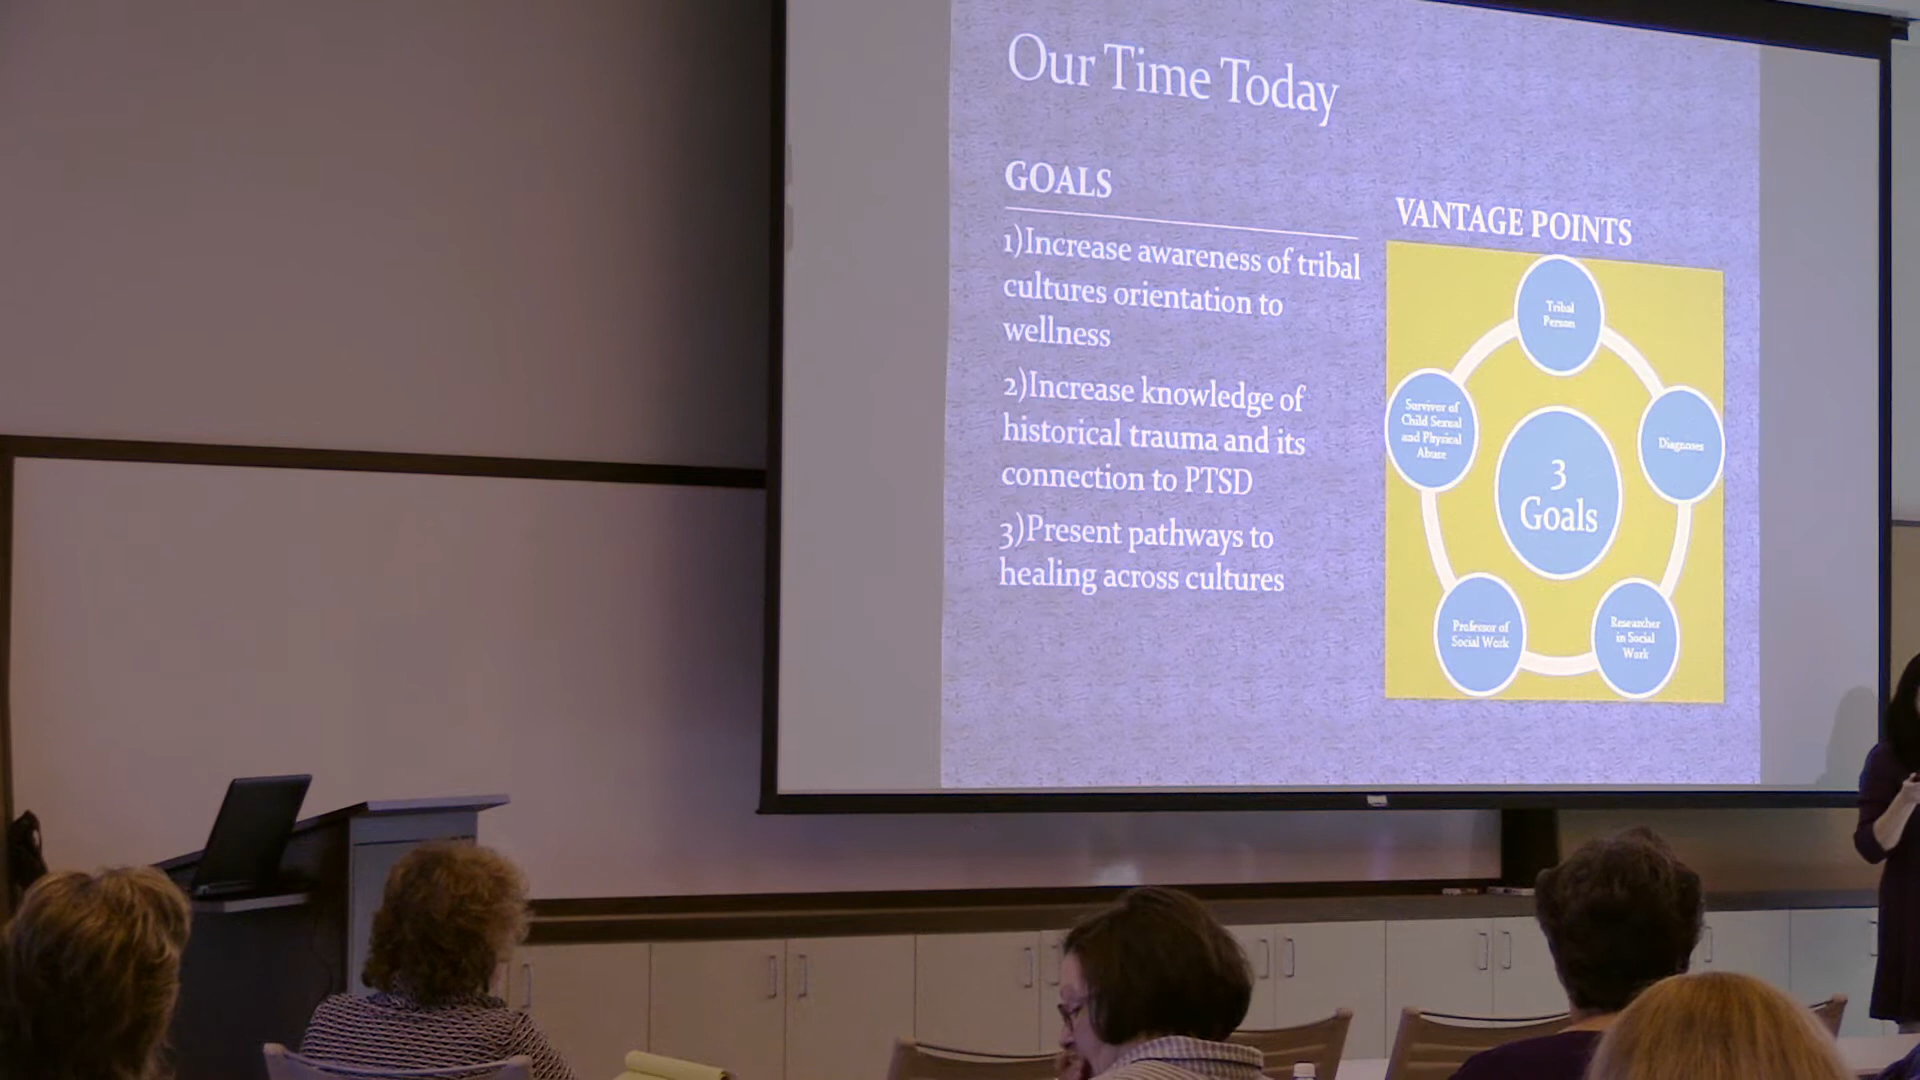 Our Time Today
GOALS
1)Increase awareness of tribal
cultures orientation to
wellness
2)Increase knowledge of
historical trauma and its
connection to PTSD
3)Present pathways to
healing across cultures
VANTAGE POINTS
Tribal
Person
Diagnoses
Researcher
in Social
Work
Professor of
Social Work
Survivor of
Child Sexual
and Physical
Abuse
3
Goals